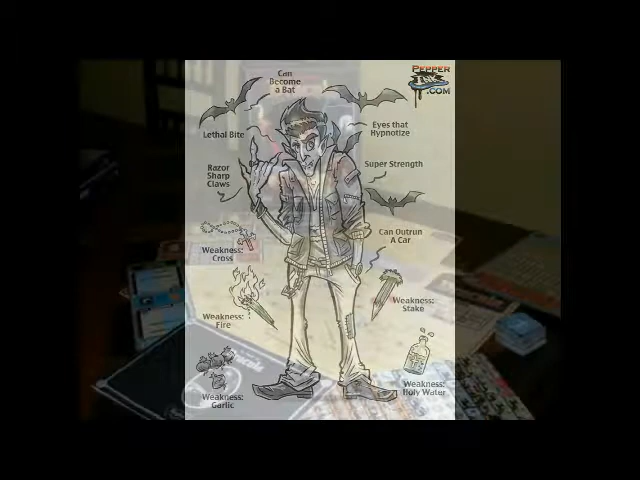 PEPPER
INK
.COM
Can
Become
a Bat
Lethal Bite
Eyes that
Hypnotize
Razor
Sharp
Claws
Super Strength
Weakness:
Cross
Can Outrun
A Car
Weakness:
Fire
Weakness:
Stake
Weakness:
Garlic
Weakness:
Holy Water